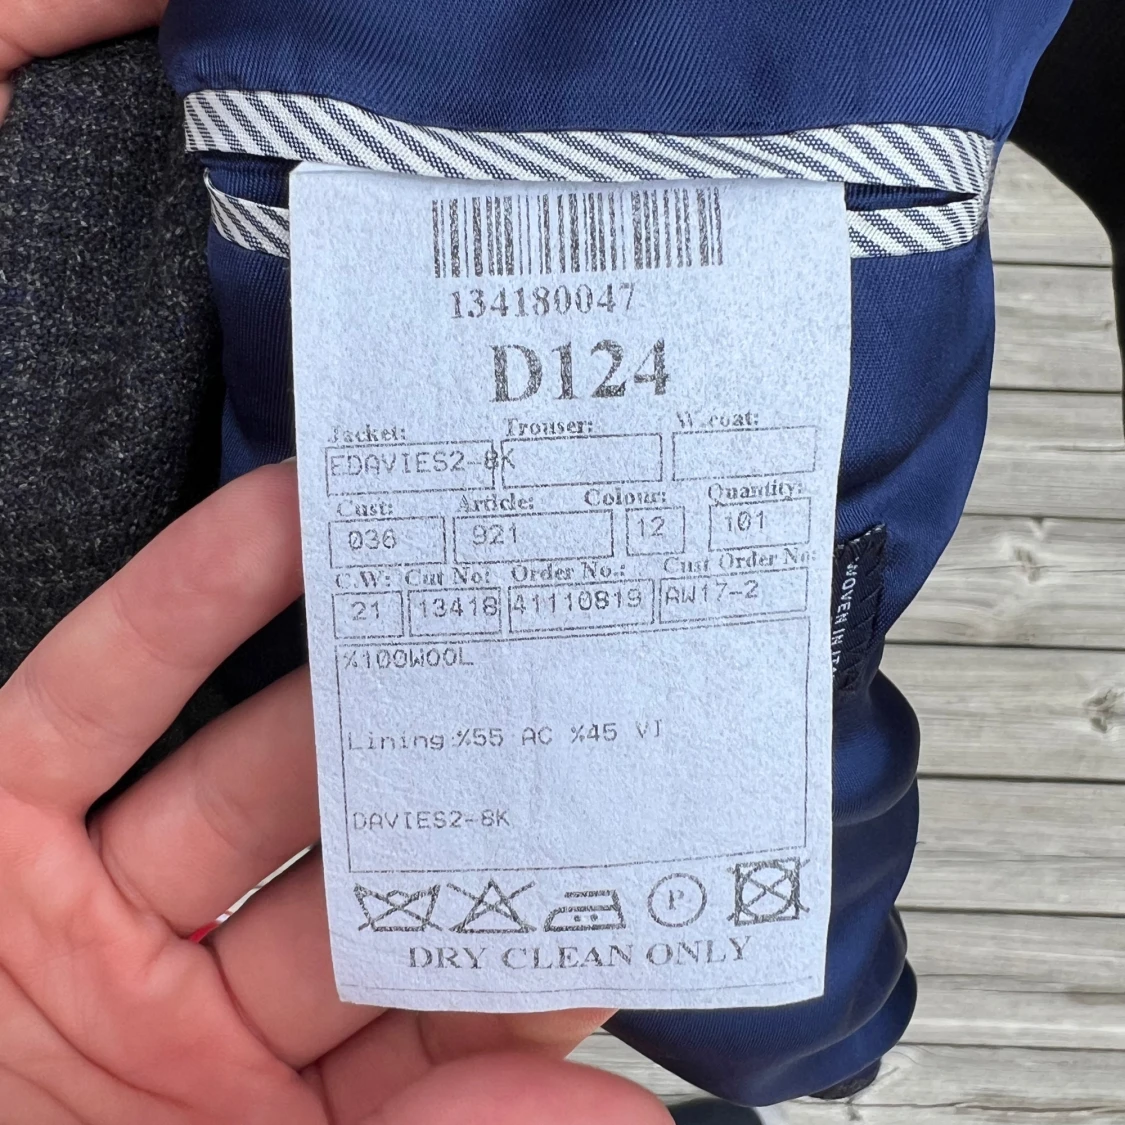 134180047
D124
Jacket: Trouser: W.coat:
EDAVIES2-8K
Cust: Article: Colour: Quantity:
036 921 12 101
C.W: Cut No: Order No.: Cust Order No:
21 13418 41110819 AW17-2
%100WOOL
Lining:%55 AC %45 VI
DAVIES2-8K
P
DRY CLEAN ONLY
WOVEN IN